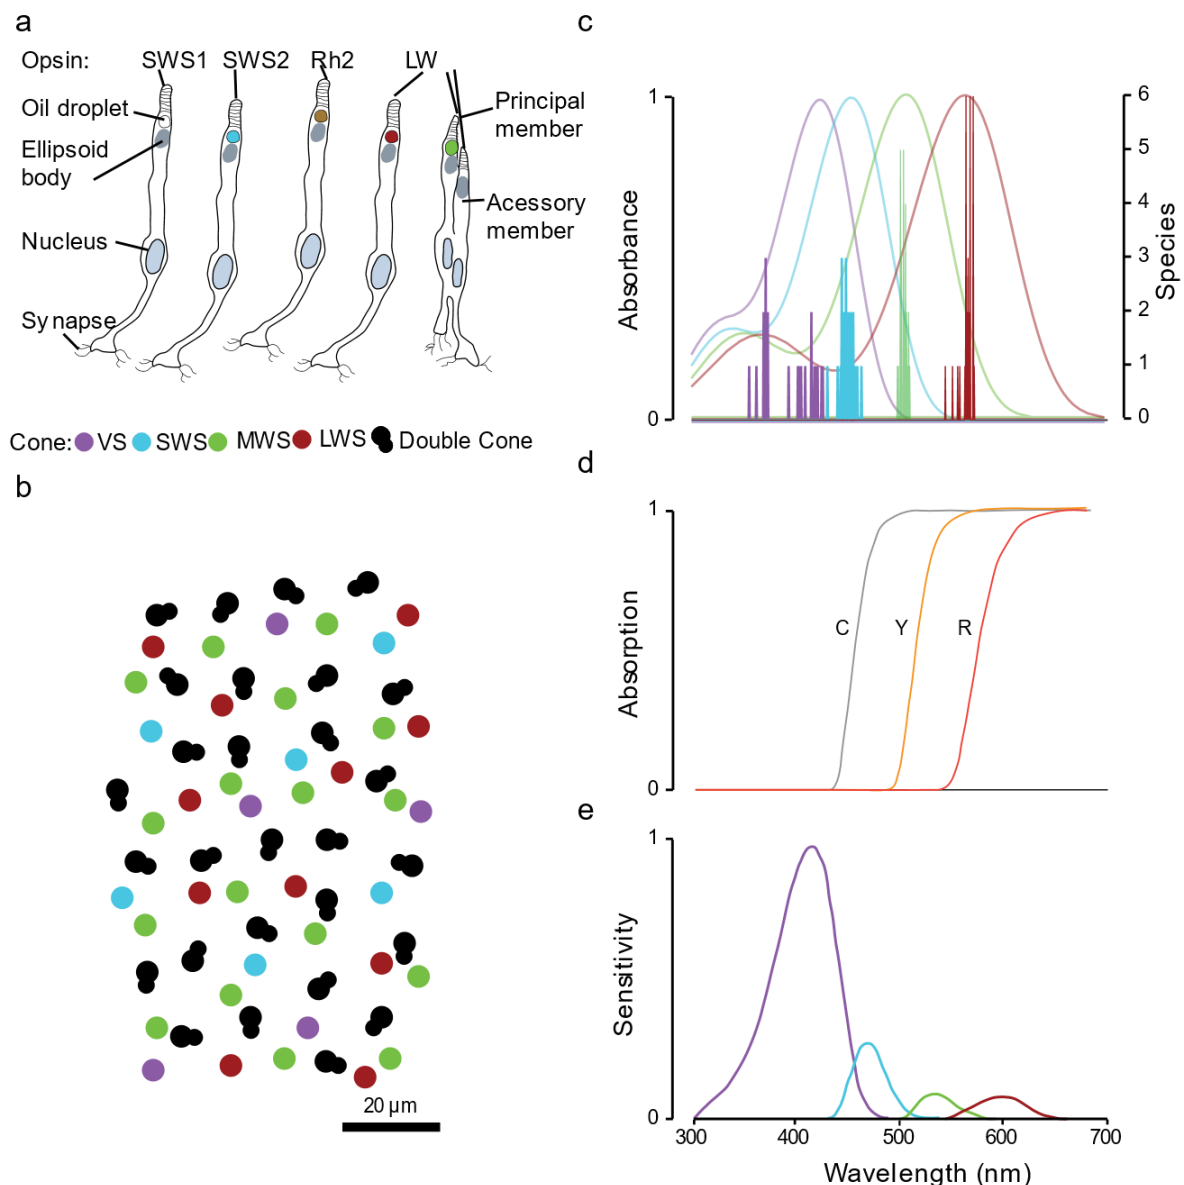 a
Opsin: SWS1 SWS2 Rh2 LW
Oil droplet
Principal
member
Ellipsoid
body
Acessory
member
Nucleus
Synapse
Cone: VS SWS MWS LWS Double Cone
b
20 µm
c
1
0
Absorbance
6
5
4
3
2
1
0
Species
d
1
0
Absorption
C Y R
e
1
0
Sensitivity
300 400 500 600 700
Wavelength (nm)